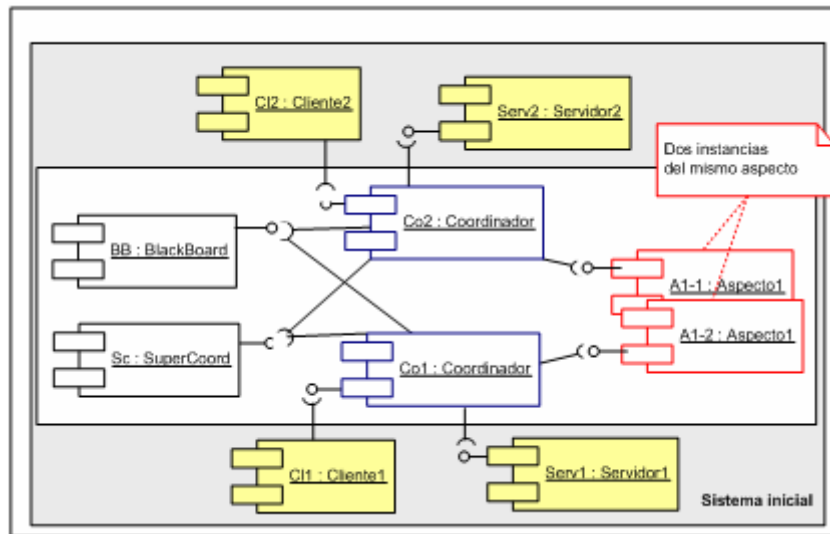 Cl2 : Cliente2
Serv2 : Servidor2
Dos instancias
del mismo aspecto
Co2 : Coordinador
BB : BlackBoard
A1-1 : Aspecto1
A1-2 : Aspecto1
Sc : SuperCoord
Co1 : Coordinador
Cl1 : Cliente1
Serv1 : Servidor1
Sistema inicial